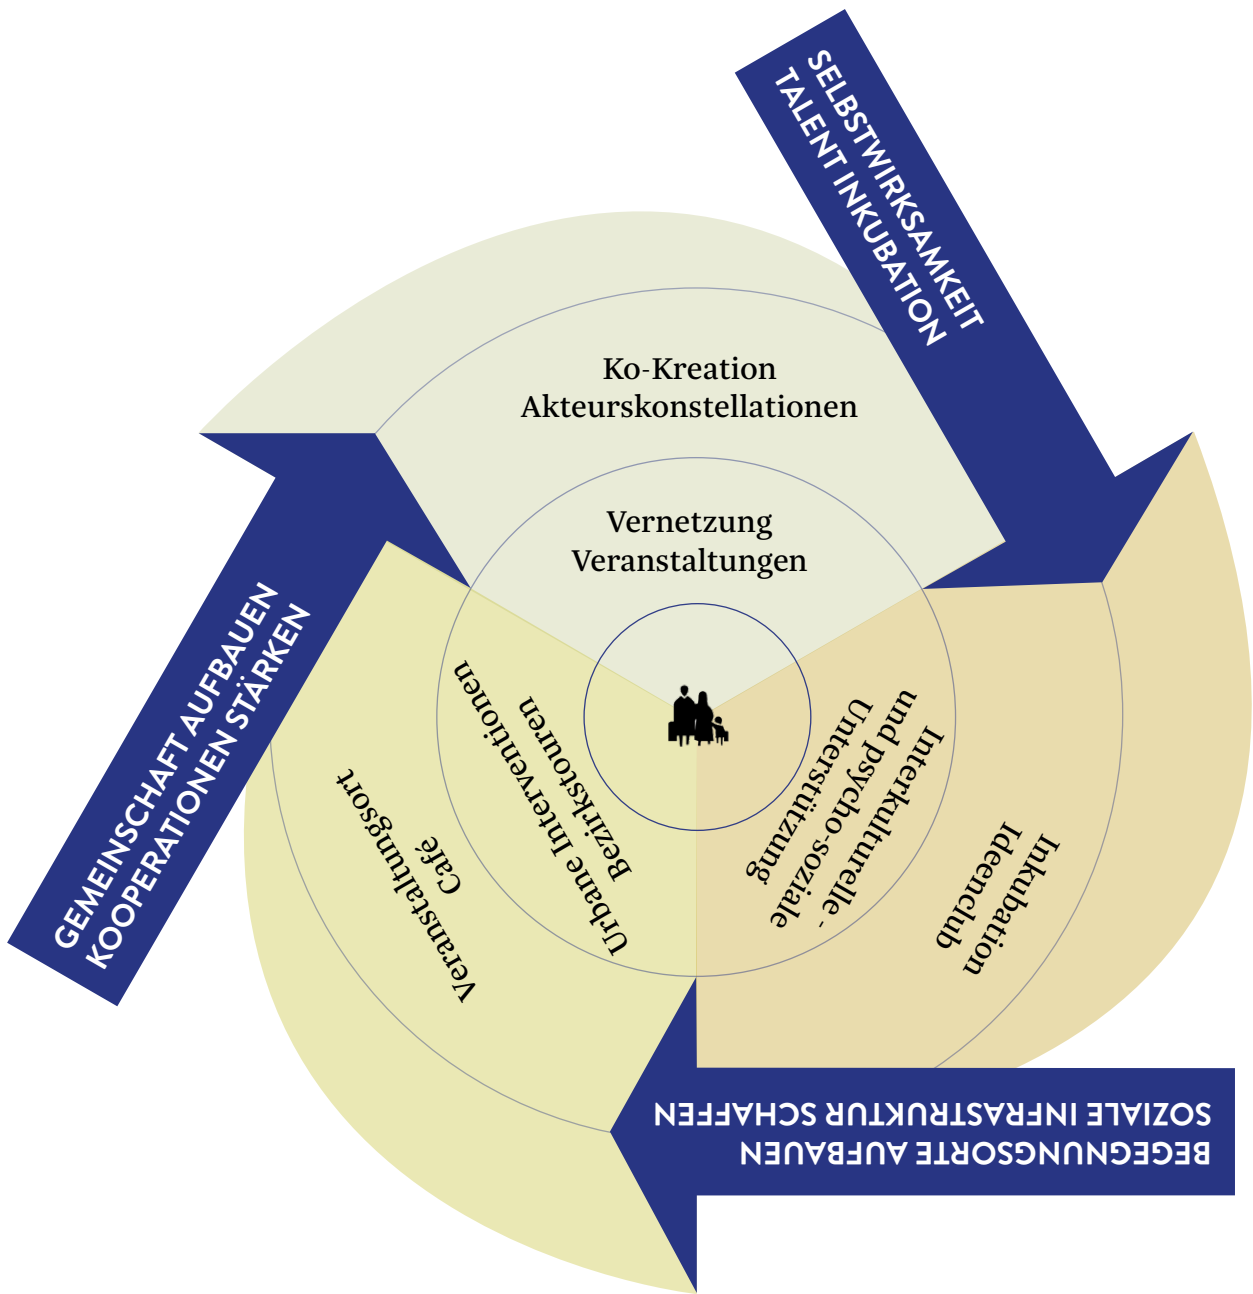 SELBSTWIRKSAMKEIT
TALENT INKUBATION
Ko-Kreation
Akteurskonstellationen
Vernetzung
Veranstaltungen
GEMEINSCHAFT AUFBAUEN
KOOPERATIONEN STÄRKEN
Urbane Interventionen
Bezirkstouren
Veranstaltungsort
Café
Interkulturelle -
und psycho-soziale
Unterstützung
Inkubation
Ideenclub
BEGEGNUNGSORTE AUFBAUEN
SOZIALE INFRASTRUKTUR SCHAFFEN